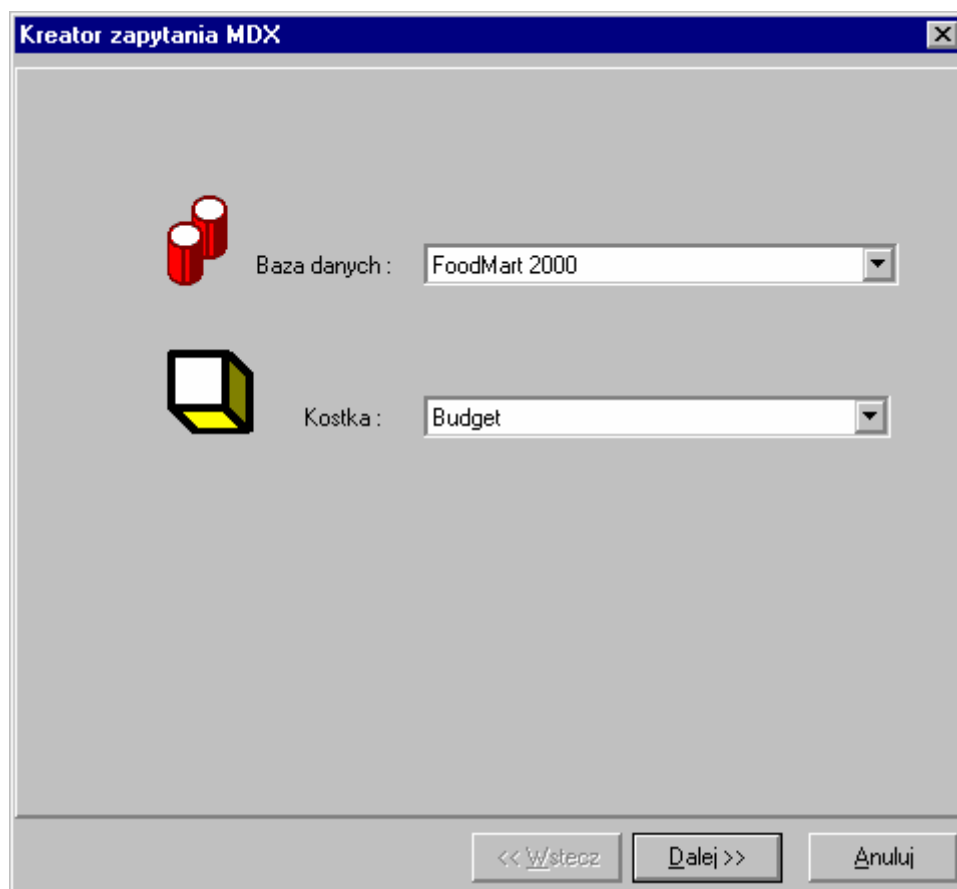 Kreator zapytania MDX
Baza danych : FoodMart 2000
Kostka : Budget
<< Wstecz Dalej >> Anuluj